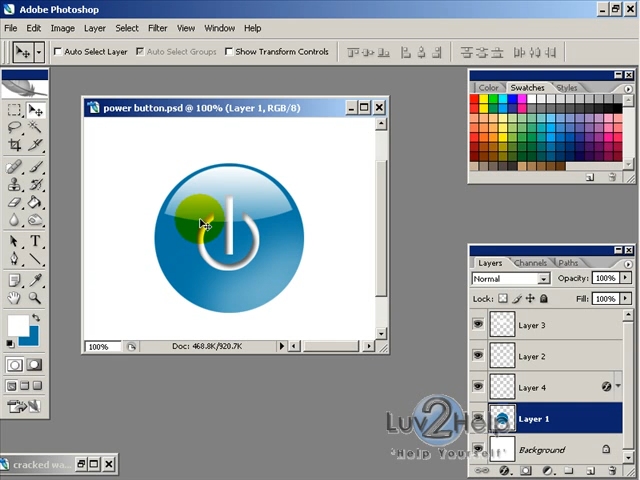 Adobe Photoshop
File Edit Image Layer Select Filter View Window Help
Auto Select Layer Auto Select Groups Show Transform Controls
power button.psd @ 100% (Layer 1, RGB/8)
Color Swatches Styles
Layers Channels Paths
Normal Opacity: 100%
Lock: Fill: 100%
Layer 3
Layer 2
Layer 4
Layer 1
Background
100% Doc: 468.8K/920.7K
Luv2Help
"Help Yourself"
cracked wa...
T